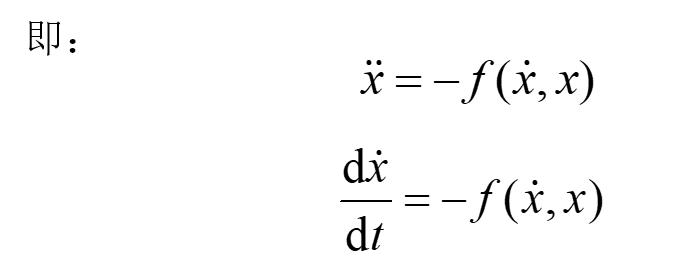 即：
ẍ = −f(ẋ, x)
dẋ/dt = −f(ẋ, x)